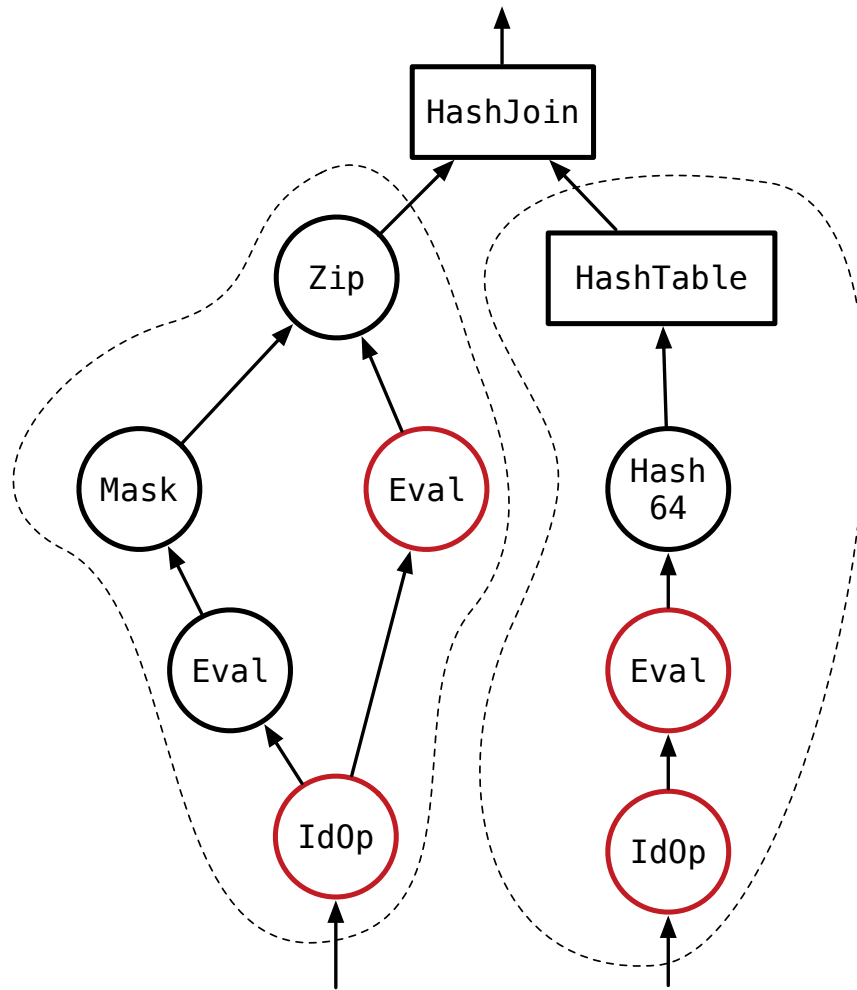 HashJoin
Zip
HashTable
Mask
Eval
Hash
64
Eval
Eval
IdOp
IdOp